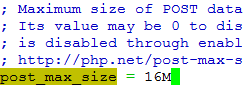 ; Maximum size of POST data
; Its value may be 0 to dis
; is disabled through enabl
; http://php.net/post-max-s
post_max_size = 16M